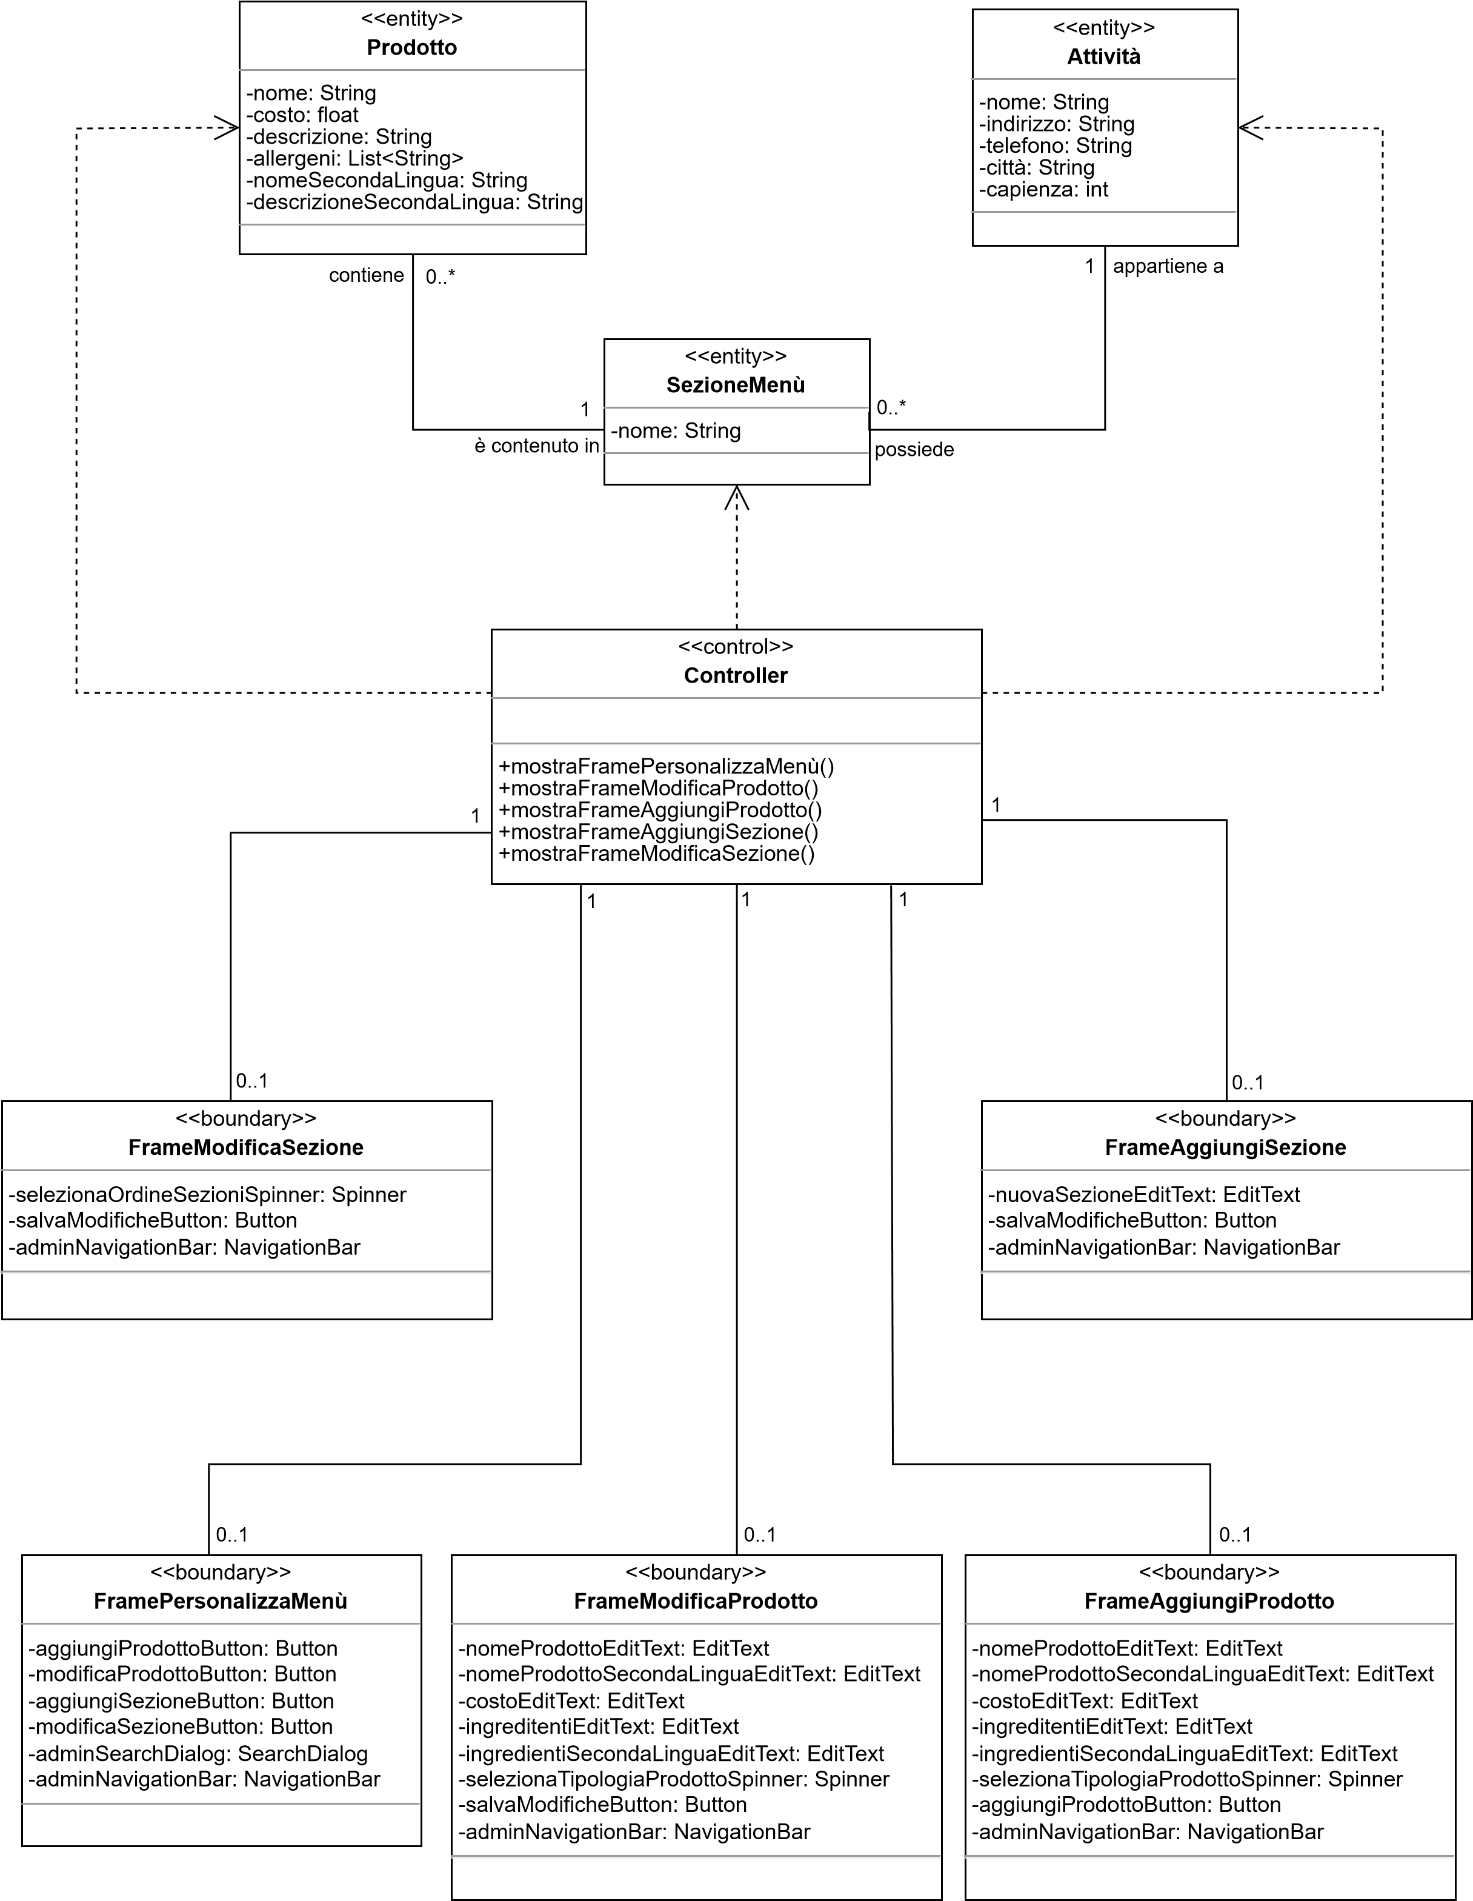 <<entity>>
Prodotto
-nome: String
-costo: float
-descrizione: String
-allergeni: List<String>
-nomeSecondaLingua: String
-descrizioneSecondaLingua: String
<<entity>>
Attività
-nome: String
-indirizzo: String
-telefono: String
-città: String
-capienza: int
contiene
0..*
1
appartiene a
<<entity>>
SezioneMenù
-nome: String
1
è contenuto in
0..*
possiede
<<control>>
Controller
+mostraFramePersonalizzaMenù()
+mostraFrameModificaProdotto()
+mostraFrameAggiungiProdotto()
+mostraFrameAggiungiSezione()
+mostraFrameModificaSezione()
1
1
1
1
1
0..1
0..1
<<boundary>>
FrameModificaSezione
-selezionaOrdineSezioniSpinner: Spinner
-salvaModificheButton: Button
-adminNavigationBar: NavigationBar
<<boundary>>
FrameAggiungiSezione
-nuovaSezioneEditText: EditText
-salvaModificheButton: Button
-adminNavigationBar: NavigationBar
0..1
0..1
0..1
<<boundary>>
FramePersonalizzaMenù
-aggiungiProdottoButton: Button
-modificaProdottoButton: Button
-aggiungiSezioneButton: Button
-modificaSezioneButton: Button
-adminSearchDialog: SearchDialog
-adminNavigationBar: NavigationBar
<<boundary>>
FrameModificaProdotto
-nomeProdottoEditText: EditText
-nomeProdottoSecondaLinguaEditText: EditText
-costoEditText: EditText
-ingreditentiEditText: EditText
-ingredientiSecondaLinguaEditText: EditText
-selezionaTipologiaProdottoSpinner: Spinner
-salvaModificheButton: Button
-adminNavigationBar: NavigationBar
<<boundary>>
FrameAggiungiProdotto
-nomeProdottoEditText: EditText
-nomeProdottoSecondaLinguaEditText: EditText
-costoEditText: EditText
-ingreditentiEditText: EditText
-ingredientiSecondaLinguaEditText: EditText
-selezionaTipologiaProdottoSpinner: Spinner
-aggiungiProdottoButton: Button
-adminNavigationBar: NavigationBar